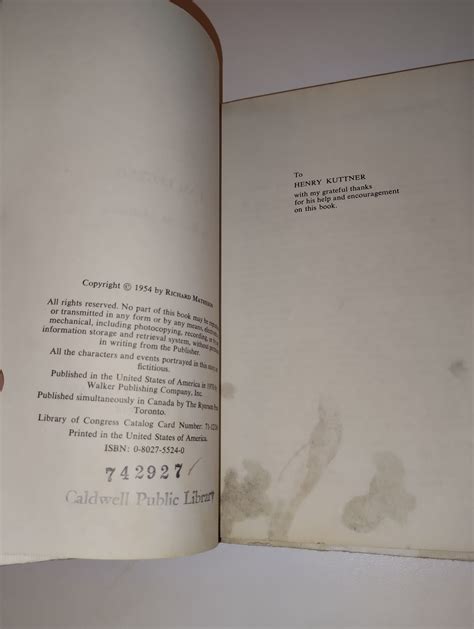 Copyright © 1954 by RICHARD MATHESON
All rights reserved. No part of this book may be
or transmitted in any form or by any means,
mechanical, including photocopying, recording,
information storage and retrieval system, without
in writing from the Publisher.
All the characters and events portrayed in this
fictitious.
Published in the United States of America in
Walker Publishing Company, Inc.
Published simultaneously in Canada by The Ryerson
Toronto.
Library of Congress Catalog Card Number:
Printed in the United States of America.
ISBN: 0-8027-5524-0
742927
Caldwell Public Library
To
HENRY KUTTNER
with my grateful thanks
for his help and encouragement
on this book.